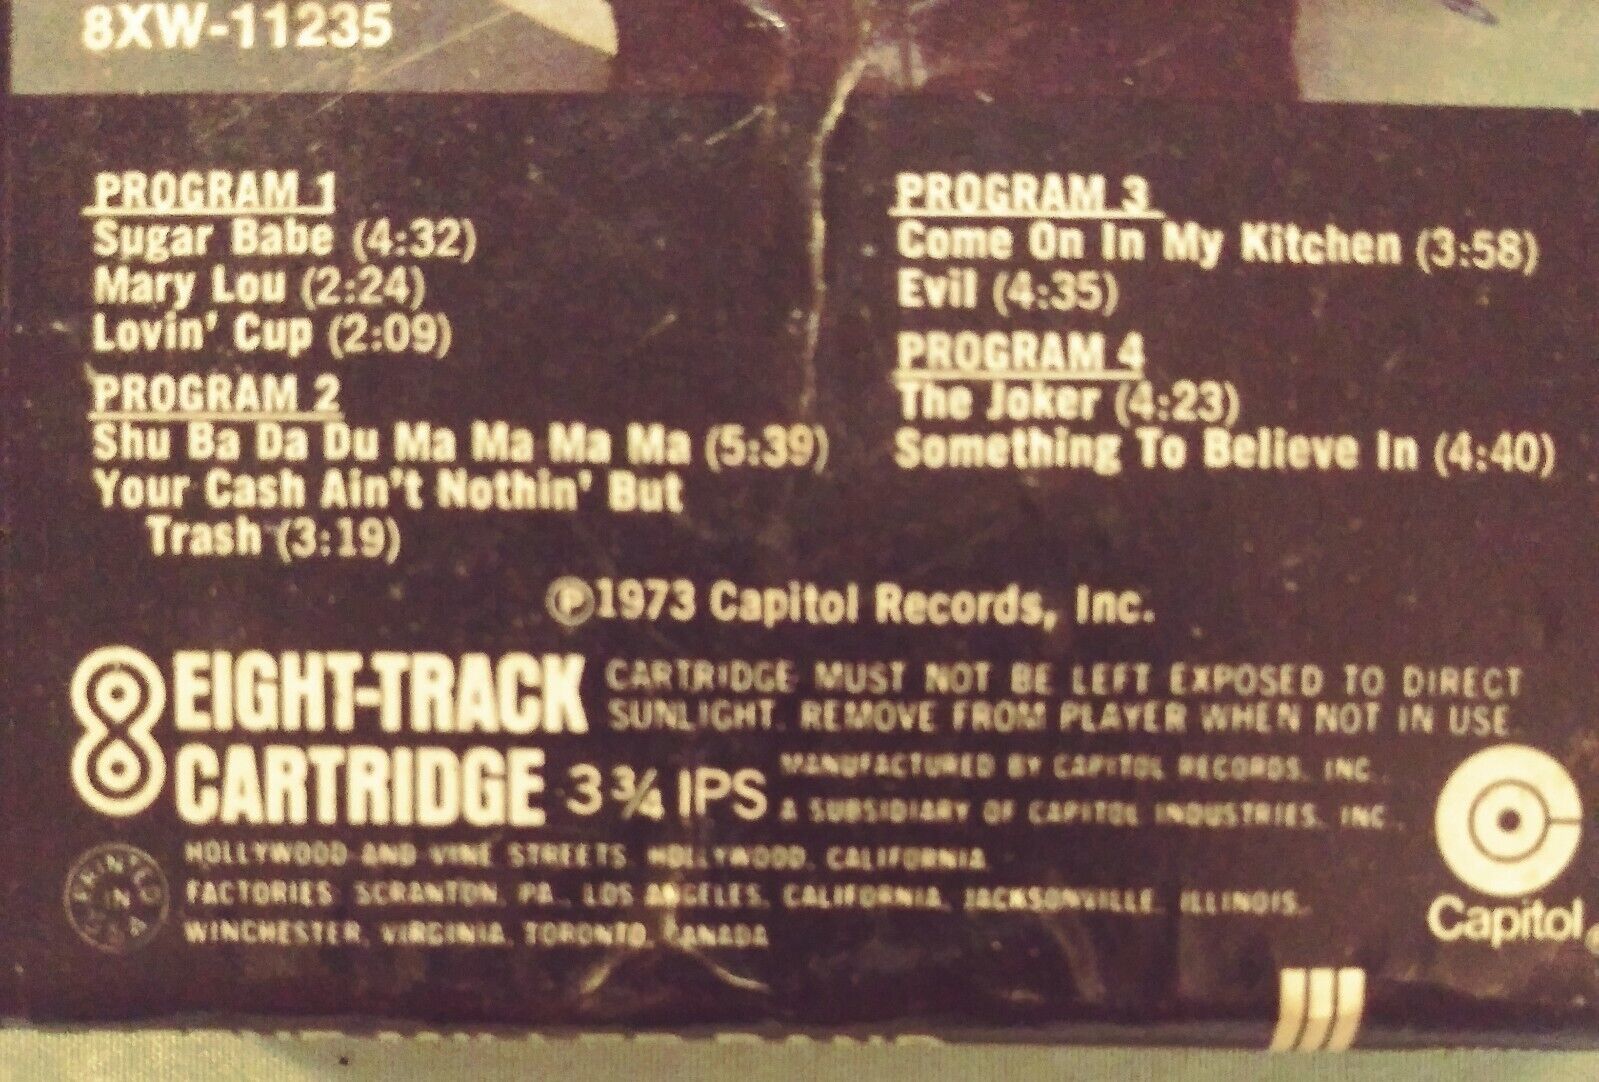 8XW-11235
PROGRAM 1
Sugar Babe (4:32)
Mary Lou (2:24)
Lovin' Cup (2:09)
PROGRAM 2
Shu Ba Da Du Ma Ma Ma Ma (5:39)
Your Cash Ain't Nothin' But
Trash (3:19)
PROGRAM 3
Come On In My Kitchen (3:58)
Evil (4:35)
PROGRAM 4
The Joker (4:23)
Something To Believe In (4:40)
Ⓟ1973 Capitol Records, Inc.
8 EIGHT-TRACK
CARTRIDGE 3¾ IPS
CARTRIDGE MUST NOT BE LEFT EXPOSED TO DIRECT
SUNLIGHT. REMOVE FROM PLAYER WHEN NOT IN USE.
MANUFACTURED BY CAPITOL RECORDS, INC.,
A SUBSIDIARY OF CAPITOL INDUSTRIES, INC.,
HOLLYWOOD AND VINE STREETS, HOLLYWOOD, CALIFORNIA
FACTORIES: SCRANTON, PA., LOS ANGELES, CALIFORNIA, JACKSONVILLE, ILLINOIS,
WINCHESTER, VIRGINIA, TORONTO, CANADA
PRINTED IN USA
Capitol